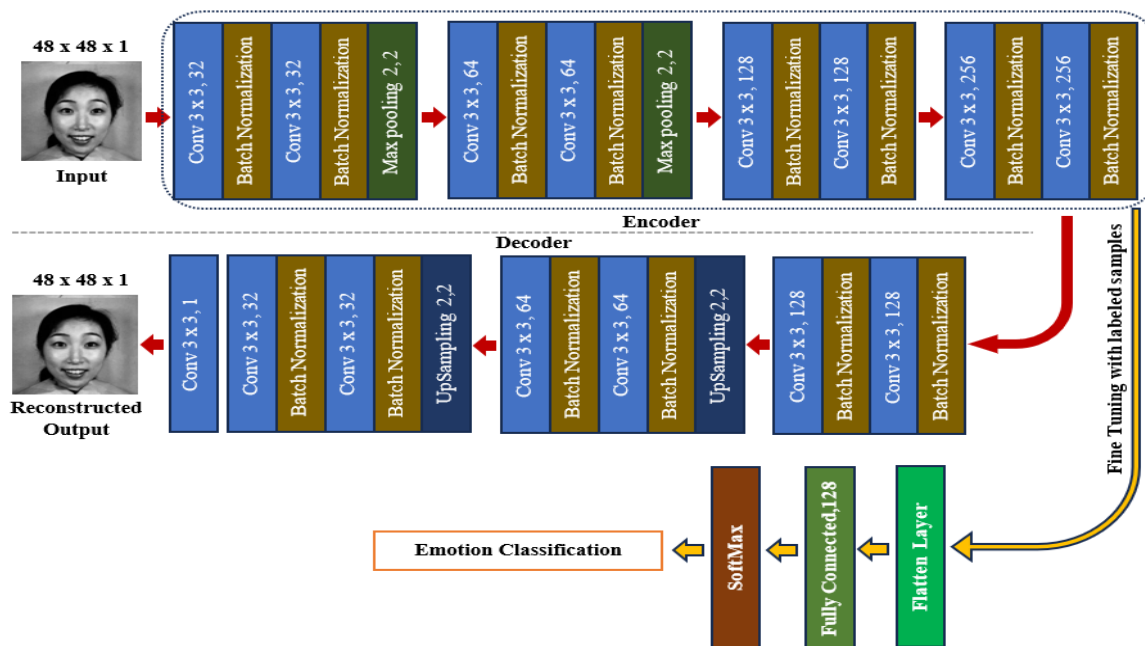 48 x 48 x 1
Input
Conv 3 x 3, 32
Batch Normalization
Conv 3 x 3, 32
Batch Normalization
Max pooling 2, 2
Conv 3 x 3, 64
Batch Normalization
Conv 3 x 3, 64
Batch Normalization
Max pooling 2, 2
Conv 3 x 3, 128
Batch Normalization
Conv 3 x 3, 128
Batch Normalization
Conv 3 x 3, 256
Batch Normalization
Conv 3 x 3, 256
Batch Normalization
Encoder
Decoder
48 x 48 x 1
Reconstructed
Output
Conv 3 x 3, 1
Conv 3 x 3, 32
Batch Normalization
Conv 3 x 3, 32
Batch Normalization
UpSampling 2,2
Conv 3 x 3, 64
Batch Normalization
Conv 3 x 3, 64
Batch Normalization
UpSampling 2,2
Conv 3 x 3, 128
Batch Normalization
Conv 3 x 3, 128
Batch Normalization
Fine Tuning with labeled samples
Emotion Classification
SoftMax
Fully Connected,128
Flatten Layer